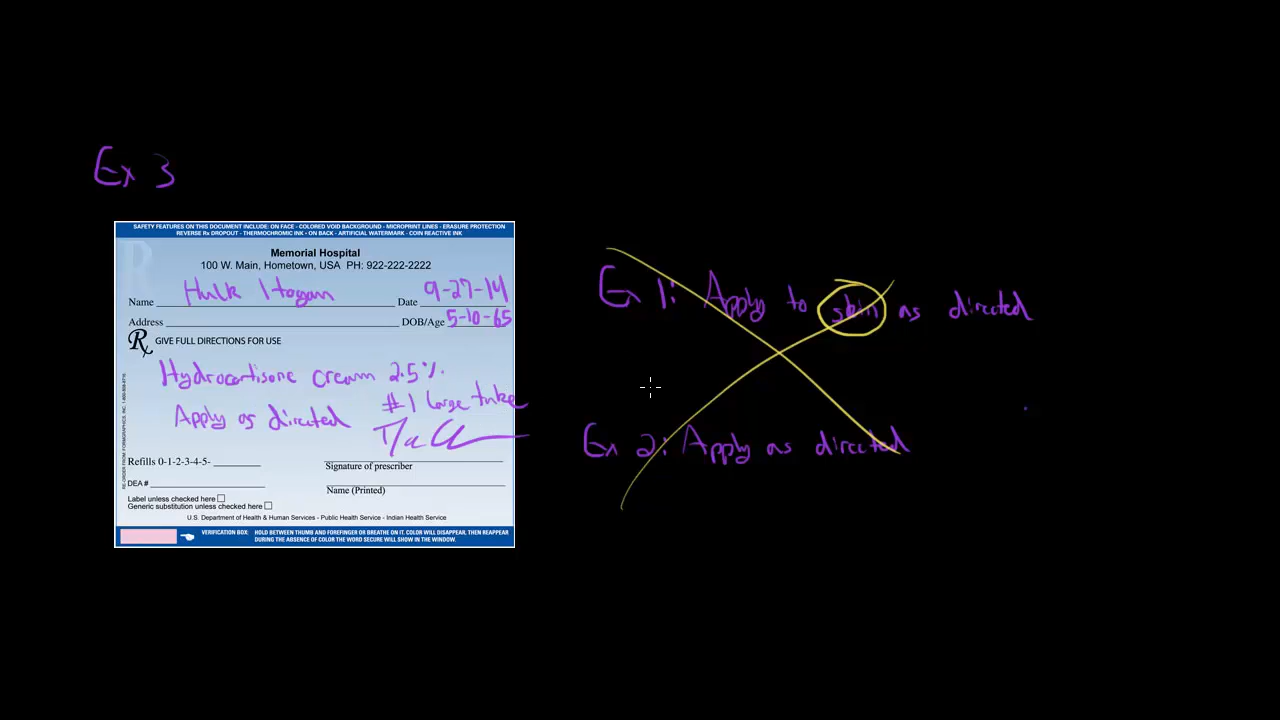 Ex 3
SAFETY FEATURES ON THIS DOCUMENT INCLUDE: ON FACE - COLORED VOID BACKGROUND - MICROPRINT LINES - ERASURE PROTECTION
REVERSE Rx DROPOUT - THERMOCHROMIC INK - ON BACK - ARTIFICIAL WATERMARK - COIN REACTIVE INK
Memorial Hospital
100 W. Main, Hometown, USA PH: 922-222-2222
Name Hulk Hogan Date 9-27-14
Address DOB/Age 5-10-65
Rx GIVE FULL DIRECTIONS FOR USE
Hydrocortisone cream 2.5%
#1 large tube
Apply as directed
Refills 0-1-2-3-4-5-
Signature of prescriber
DEA #
Name (Printed)
Label unless checked here
Generic substitution unless checked here
U.S. Department of Health & Human Services - Public Health Service - Indian Health Service
VERIFICATION BOX: HOLD BETWEEN THUMB AND FOREFINGER OR BREATHE ON IT. COLOR WILL DISAPPEAR, THEN REAPPEAR
DURING THE ABSENCE OF COLOR THE WORD SECURE WILL SHOW IN THE WINDOW.
Ex 1: Apply to skin as directed
Ex 2: Apply as directed